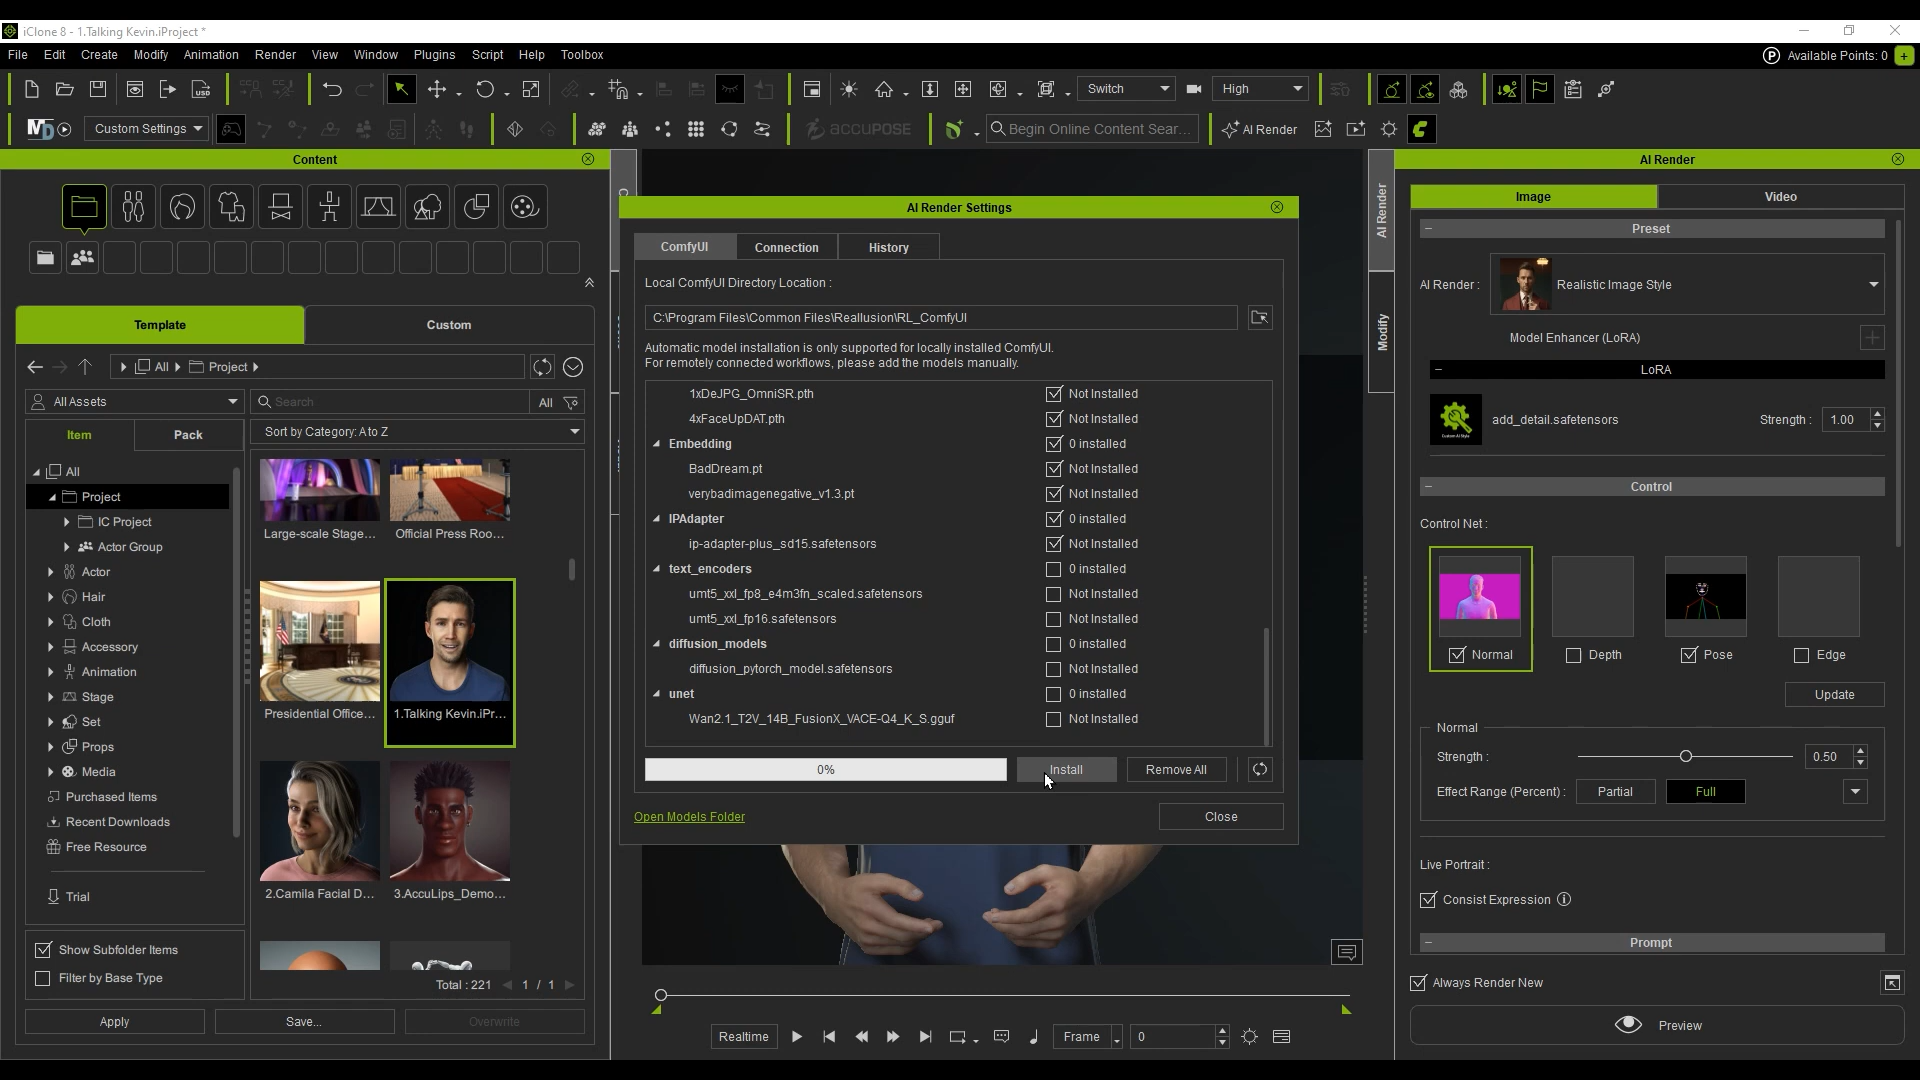 iClone 8 - 1.Talking Kevin.iProject *
File Edit Create Modify Animation Render View Window Plugins Script Help Toolbox
P Available Points: 0 +
Switch High
MD Custom Settings ACCUPOSE Begin Online Content Sear... AI Render
Content
Template Custom
All Project
All Assets Search All
Item Pack Sort by Category: A to Z
All
Project
IC Project
Actor Group
Actor
Hair
Cloth
Accessory
Animation
Stage
Set
Props
Media
Purchased Items
Recent Downloads
Free Resource
Trial
Show Subfolder Items
Filter by Base Type
Large-scale Stage... Official Press Roo...
Presidential Office... 1.Talking Kevin.iPr...
2.Camila Facial D... 3.AccuLips_Demo...
Total : 221 1 / 1
Apply Save... Overwrite
AI Render Settings
ComfyUI Connection History
Local ComfyUI Directory Location :
C:\Program Files\Common Files\Reallusion\RL_ComfyUI
Automatic model installation is only supported for locally installed ComfyUI.
For remotely connected workflows, please add the models manually.
1xDeJPG_OmniSR.pth Not Installed
4xFaceUpDAT.pth Not Installed
Embedding 0 installed
BadDream.pt Not Installed
verybadimagenegative_v1.3.pt Not Installed
IPAdapter 0 installed
ip-adapter-plus_sd15.safetensors Not Installed
text_encoders 0 installed
umt5_xxl_fp8_e4m3fn_scaled.safetensors Not Installed
umt5_xxl_fp16.safetensors Not Installed
diffusion_models 0 installed
diffusion_pytorch_model.safetensors Not Installed
unet 0 installed
Wan2.1_T2V_14B_FusionX_VACE-Q4_K_S.gguf Not Installed
0% Install Remove All
Open Models Folder Close
Realtime Frame 0
AI Render
Modify
AI Render
Image Video
Preset
AI Render : Realistic Image Style
Model Enhancer (LoRA)
LoRA
add_detail.safetensors Strength : 1.00
Control
Control Net :
Normal Depth Pose Edge
Update
Normal
Strength : 0.50
Effect Range (Percent) : Partial Full
Live Portrait :
Consist Expression
Prompt
Always Render New
Preview